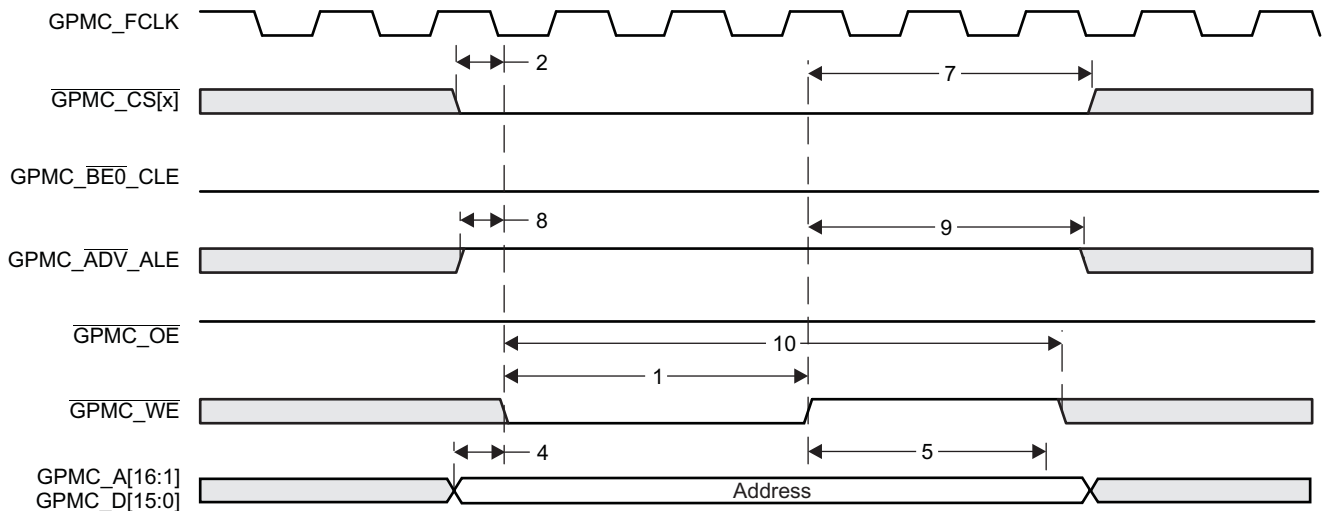 GPMC_FCLK
2
7
GPMC_CS[x]
GPMC_BE0_CLE
8
9
GPMC_ADV_ALE
GPMC_OE
10
1
GPMC_WE
4
5
GPMC_A[16:1]
GPMC_D[15:0]
Address